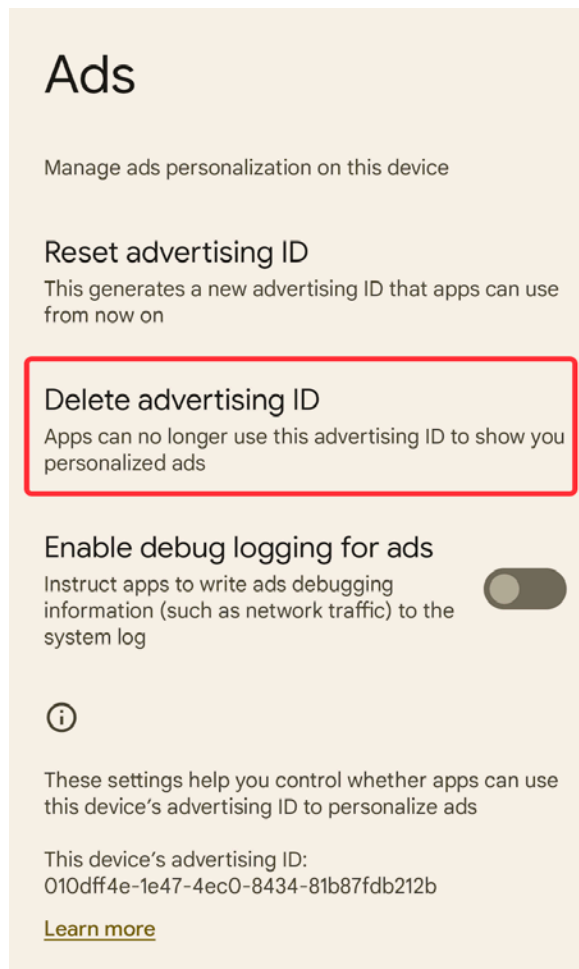 Ads
Manage ads personalization on this device
Reset advertising ID
This generates a new advertising ID that apps can use
from now on
Delete advertising ID
Apps can no longer use this advertising ID to show you
personalized ads
Enable debug logging for ads
Instruct apps to write ads debugging
information (such as network traffic) to the
system log
These settings help you control whether apps can use
this device's advertising ID to personalize ads
This device's advertising ID:
010dff4e-1e47-4ec0-8434-81b87fdb212b
Learn more